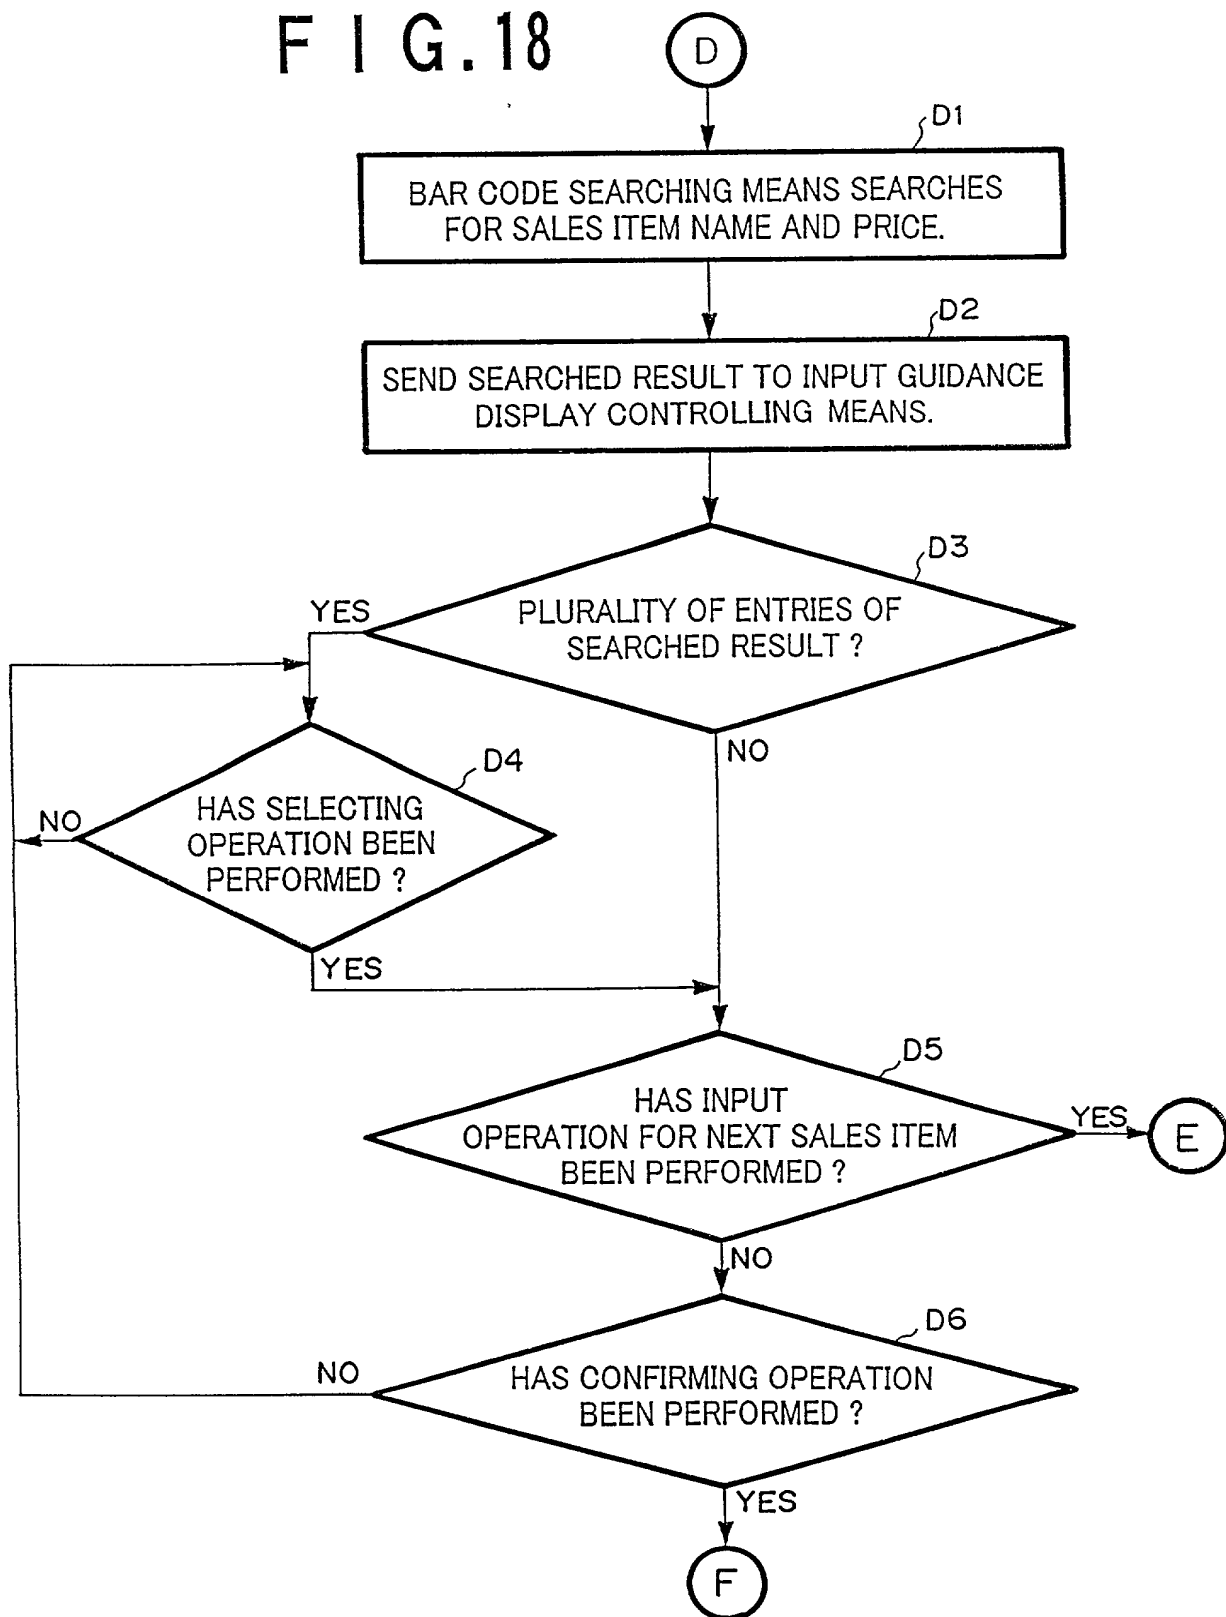 FIG.18
D
D1
BAR CODE SEARCHING MEANS SEARCHES
FOR SALES ITEM NAME AND PRICE.
D2
SEND SEARCHED RESULT TO INPUT GUIDANCE
DISPLAY CONTROLLING MEANS.
D3
PLURALITY OF ENTRIES OF
SEARCHED RESULT ?
YES
NO
D4
HAS SELECTING
OPERATION BEEN
PERFORMED ?
NO
YES
D5
HAS INPUT
OPERATION FOR NEXT SALES ITEM
BEEN PERFORMED ?
YES
E
NO
D6
HAS CONFIRMING OPERATION
BEEN PERFORMED ?
NO
YES
F